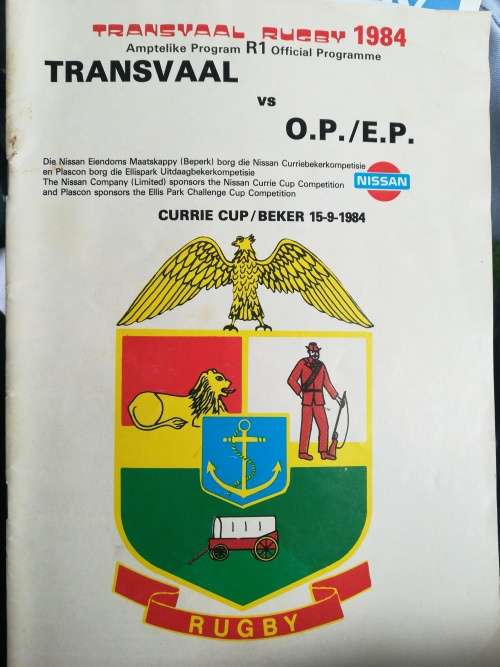 TRANSVAAL RUGBY 1984
Amptelike Program R1 Official Programme
TRANSVAAL
vs
O.P./E.P.
Die Nissan Eiendoms Maatskappy (Beperk) borg die Nissan Curriebekerkompetisie
en Plascon borg die Ellispark Uitdaagbekerkompetisie
The Nissan Company (Limited) sponsors the Nissan Currie Cup Competition
and Plascon sponsors the Ellis Park Challenge Cup Competition
NISSAN
CURRIE CUP/BEKER 15-9-1984
RUGBY